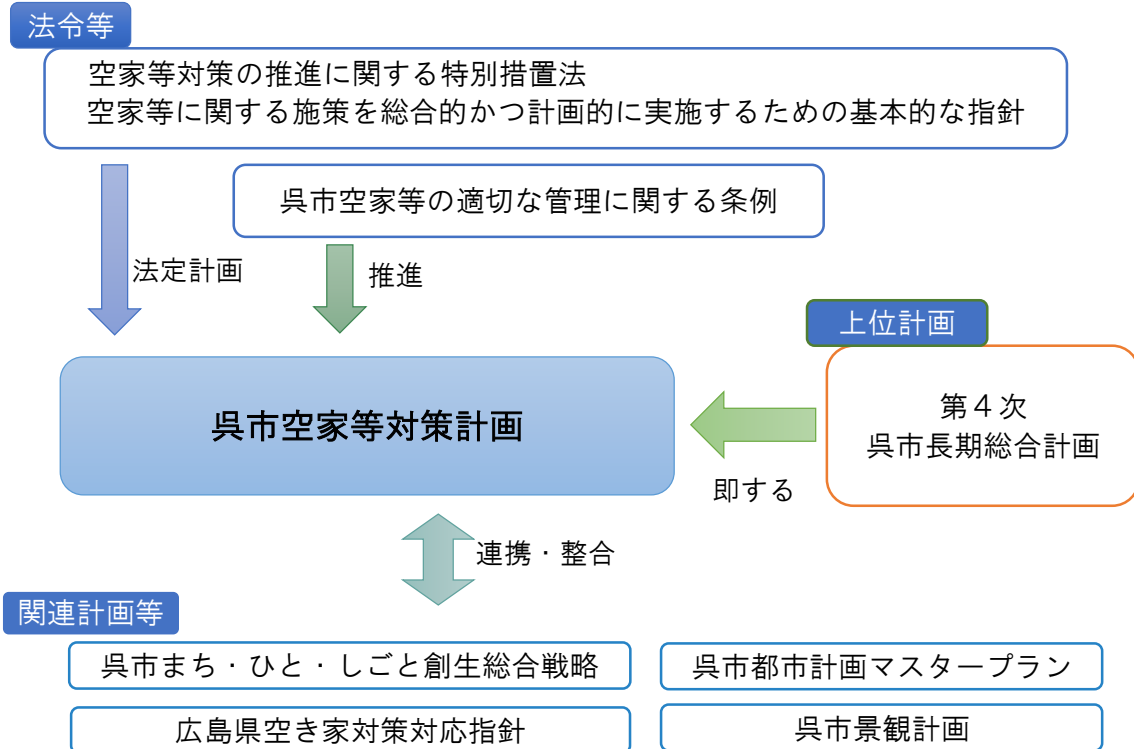 法令等
空家等対策の推進に関する特別措置法
空家等に関する施策を総合的かつ計画的に実施するための基本的な指針
呉市空家等の適切な管理に関する条例
法定計画
推進
上位計画
第４次
呉市長期総合計画
呉市空家等対策計画
即する
連携・整合
関連計画等
呉市まち・ひと・しごと創生総合戦略
呉市都市計画マスタープラン
広島県空き家対策対応指針
呉市景観計画